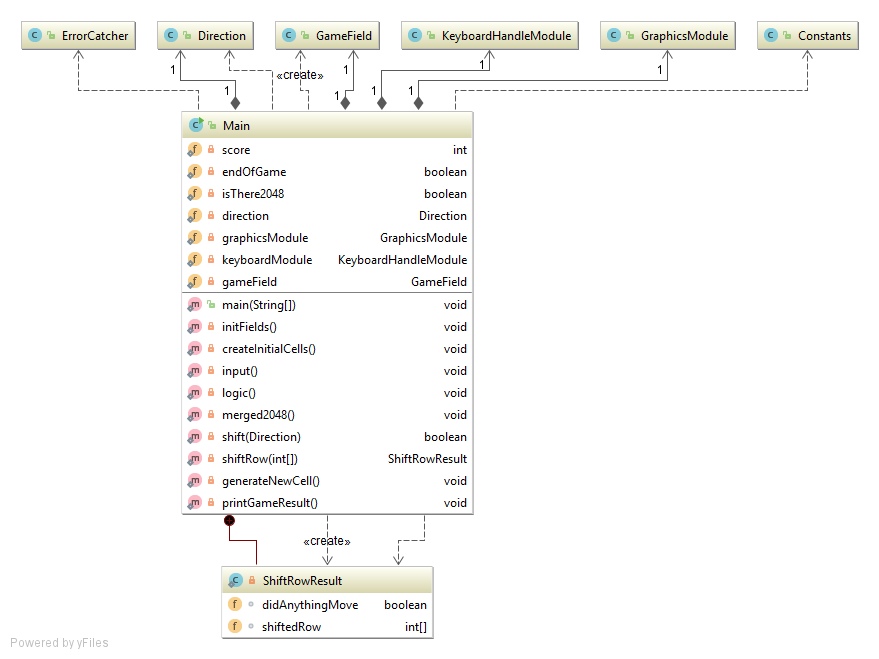 ErrorCatcher Direction GameField KeyboardHandleModule GraphicsModule Constants
1 «create» 1 1 1
1 1 1 1
Main
score int
endOfGame boolean
isThere2048 boolean
direction Direction
graphicsModule GraphicsModule
keyboardModule KeyboardHandleModule
gameField GameField
main(String[]) void
initFields() void
createInitialCells() void
input() void
logic() void
merged2048() void
shift(Direction) boolean
shiftRow(int[]) ShiftRowResult
generateNewCell() void
printGameResult() void
«create»
ShiftRowResult
didAnythingMove boolean
shiftedRow int[]
Powered by yFiles